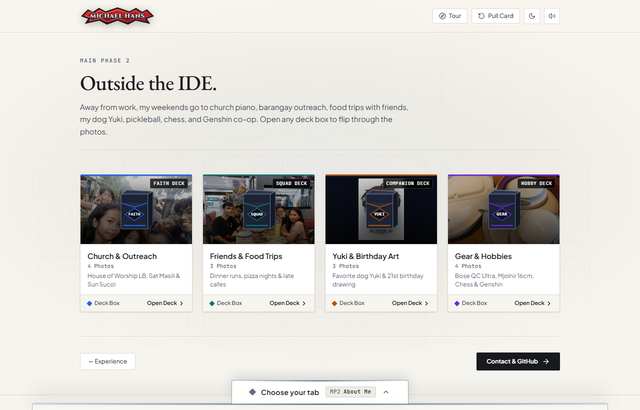 MICHAEL HANS
Tour
Pull Card
MAIN PHASE 2
Outside the IDE.
Away from work, my weekends go to church piano, barangay outreach, food trips with friends,
my dog Yuki, pickleball, chess, and Genshin co-op. Open any deck box to flip through the
photos.
FAITH DECK
FAITH
Church & Outreach
4 Photos
House of Worship LB, Sat Masili &
Sun Sucol
Deck Box
Open Deck
SQUAD DECK
SQUAD
Friends & Food Trips
3 Photos
Dinner runs, pizza nights & late
cafes
Deck Box
Open Deck
COMPANION DECK
YUKI
Yuki & Birthday Art
3 Photos
Favorite dog Yuki & 21st birthday
drawing
Deck Box
Open Deck
HOBBY DECK
GEAR
Gear & Hobbies
4 Photos
Bose QC Ultra, Mjolnir 16cm,
Chess & Genshin
Deck Box
Open Deck
← Experience
Contact & GitHub →
Choose your tab
MP2 About Me